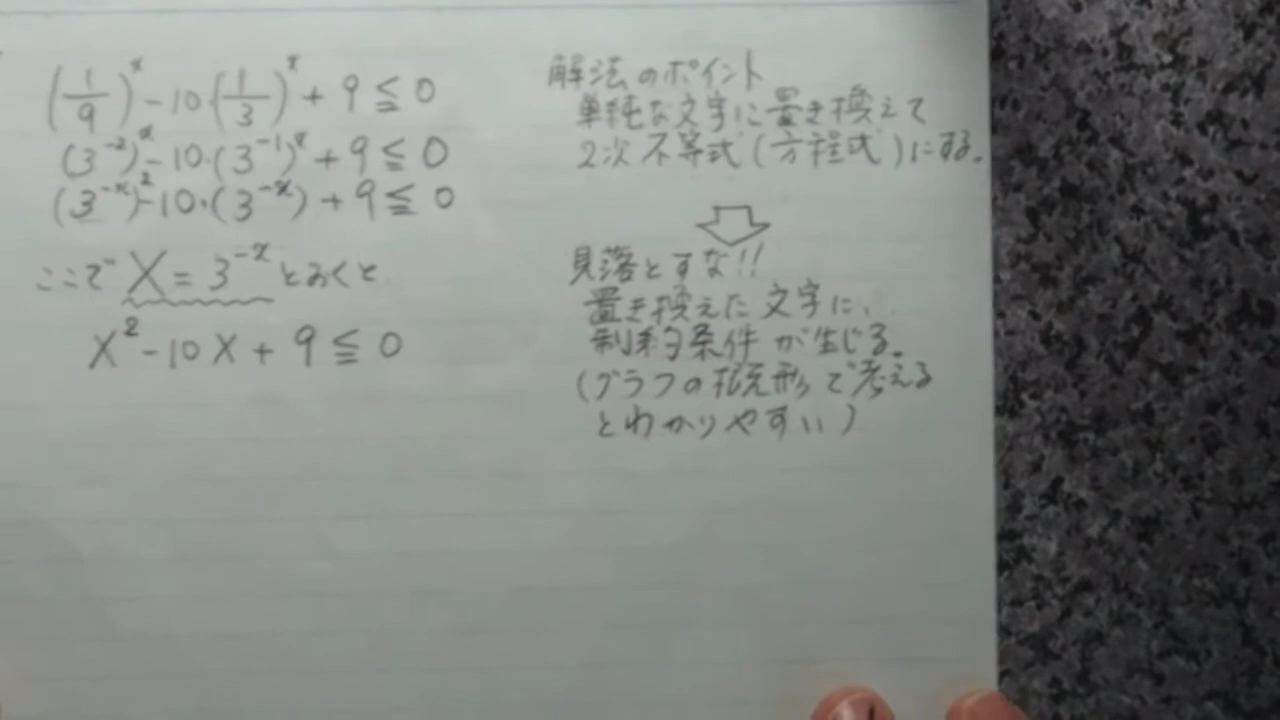 (1/9)^x - 10・(1/3)^x + 9 ≦ 0
(3^-2)^x - 10・(3^-1)^x + 9 ≦ 0
(3^-x)^2 - 10・(3^-x) + 9 ≦ 0
ここで X = 3^-x とおくと
X^2 - 10X + 9 ≦ 0
解法のポイント
単純な文字に置き換えて
2次不等式(方程式)にする。
見落とすな!!
置き換えた文字に、
制約条件が生じる。
(グラフの概形で考える
とわかりやすい)